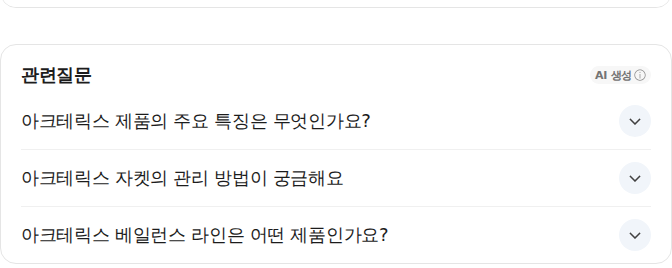 관련질문
AI 생성
아크테릭스 제품의 주요 특징은 무엇인가요?
아크테릭스 자켓의 관리 방법이 궁금해요
아크테릭스 베일런스 라인은 어떤 제품인가요?